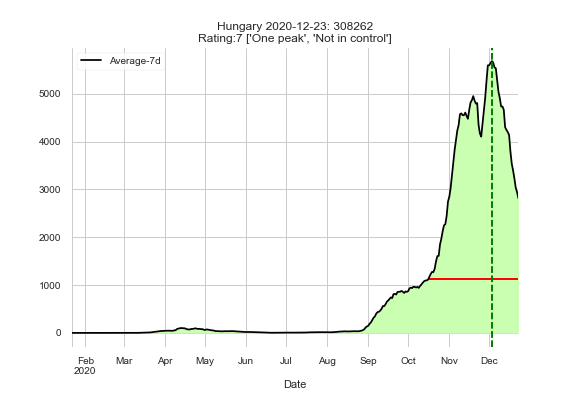 Hungary 2020-12-23: 308262
Rating:7 ['One peak', 'Not in control']
Average-7d
5000
4000
3000
2000
1000
0
Feb Mar Apr May Jun Jul Aug Sep Oct Nov Dec
2020
Date